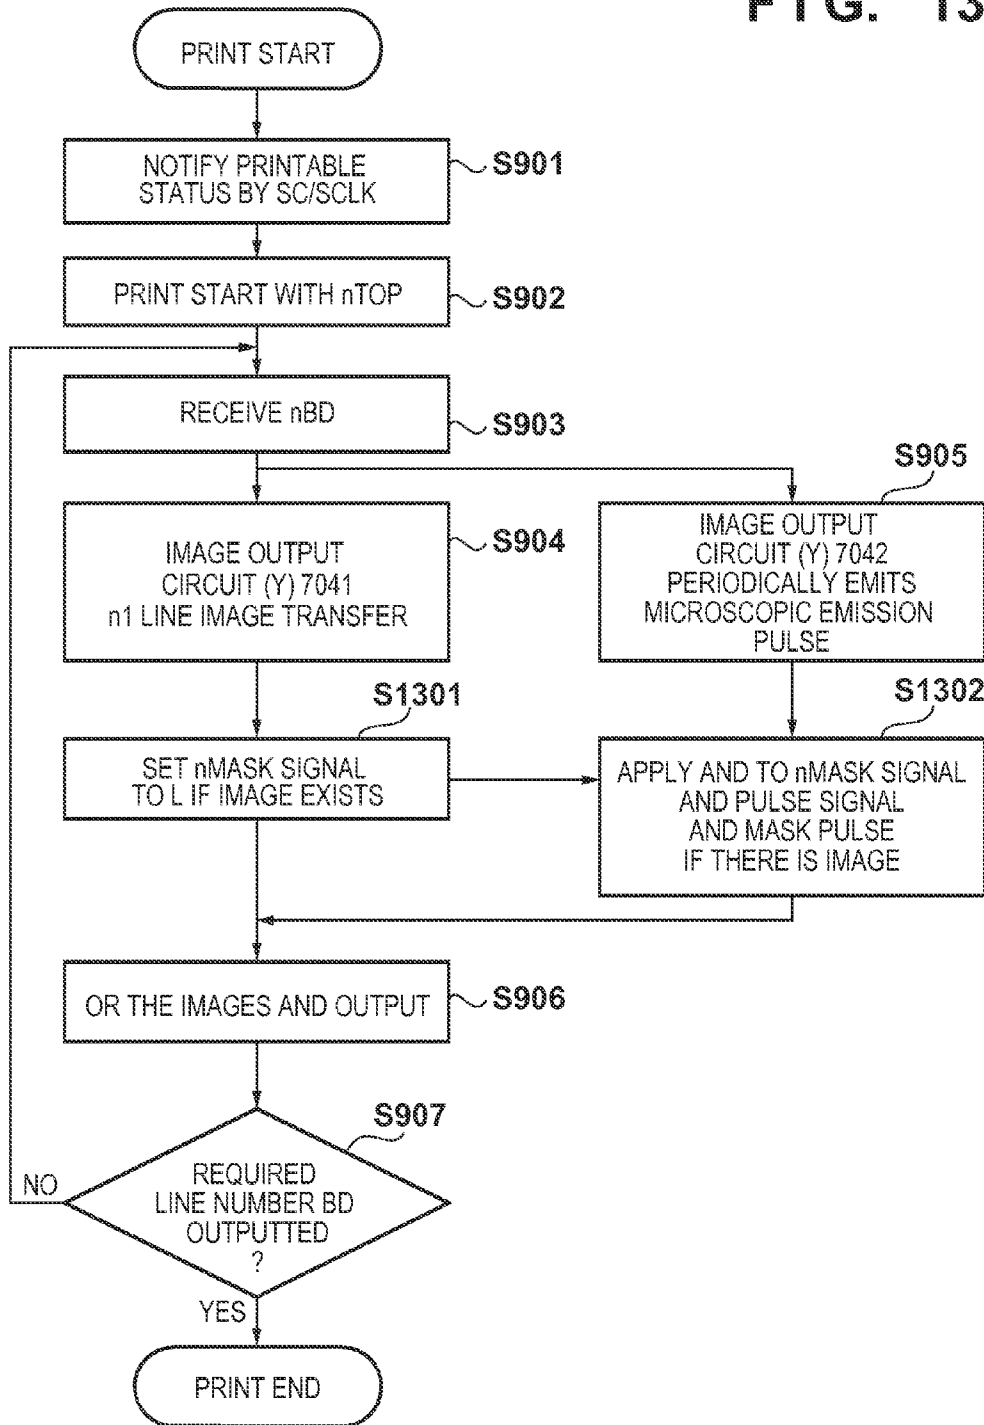 FIG. 13
PRINT START
NOTIFY PRINTABLE
STATUS BY SC/SCLK
S901
PRINT START WITH nTOP
S902
RECEIVE nBD
S903
IMAGE OUTPUT
CIRCUIT (Y) 7041
n1 LINE IMAGE TRANSFER
S904
S905
IMAGE OUTPUT
CIRCUIT (Y) 7042
PERIODICALLY EMITS
MICROSCOPIC EMISSION
PULSE
S1301
SET nMASK SIGNAL
TO L IF IMAGE EXISTS
S1302
APPLY AND TO nMASK SIGNAL
AND PULSE SIGNAL
AND MASK PULSE
IF THERE IS IMAGE
OR THE IMAGES AND OUTPUT
S906
S907
REQUIRED
LINE NUMBER BD
OUTPUTTED
?
NO
YES
PRINT END